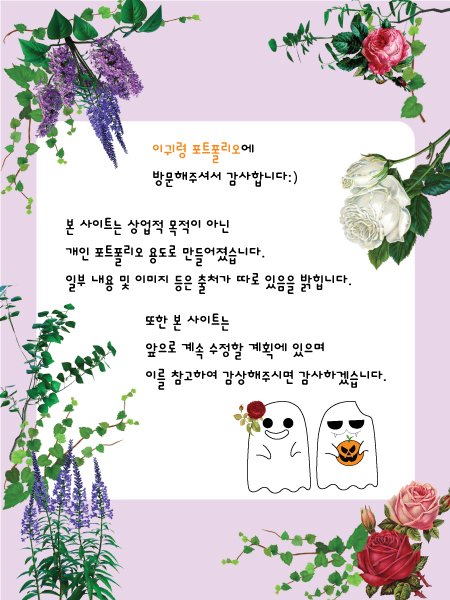 이귀령 포트폴리오에
방문해주셔서 감사합니다:)
본 사이트는 상업적 목적이 아닌
개인 포트폴리오 용도로 만들어졌습니다.
일부 내용 및 이미지 등은 출처가 따로 있음을 밝힙니다.
또한 본 사이트는
앞으로 계속 수정할 계획에 있으며
이를 참고하여 감상해주시면 감사하겠습니다.